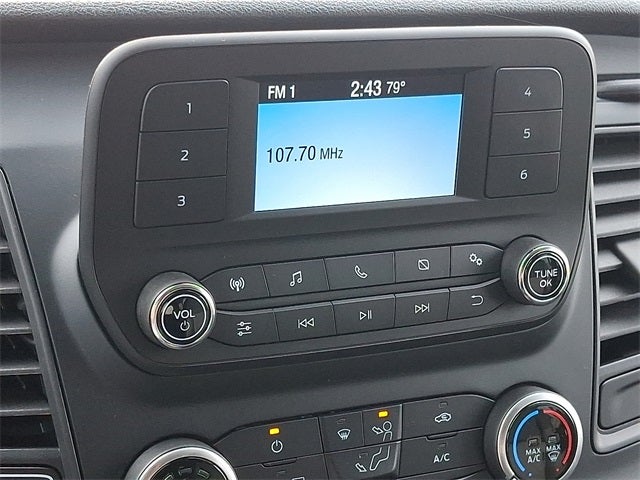 FM 1 2:43 79°
107.70 MHz
1
2
3
4
5
6
VOL
TUNE
OK
A/C
MAX
A/C
MAX